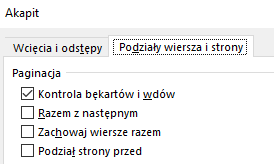 Akapit
Wcięcia i odstępy Podziały wiersza i strony
Paginacja
Kontrola bękartów i wdów
Razem z następnym
Zachowaj wiersze razem
Podział strony przed